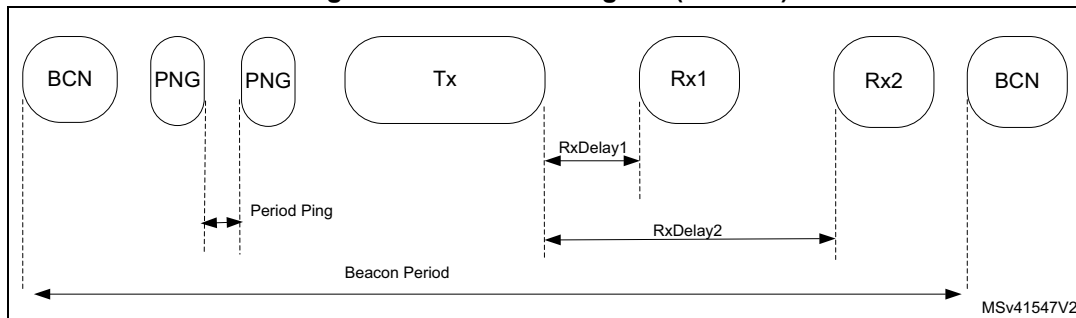 BCN PNG PNG Tx Rx1 Rx2 BCN
RxDelay1
Period Ping
RxDelay2
Beacon Period
MSv41547V2